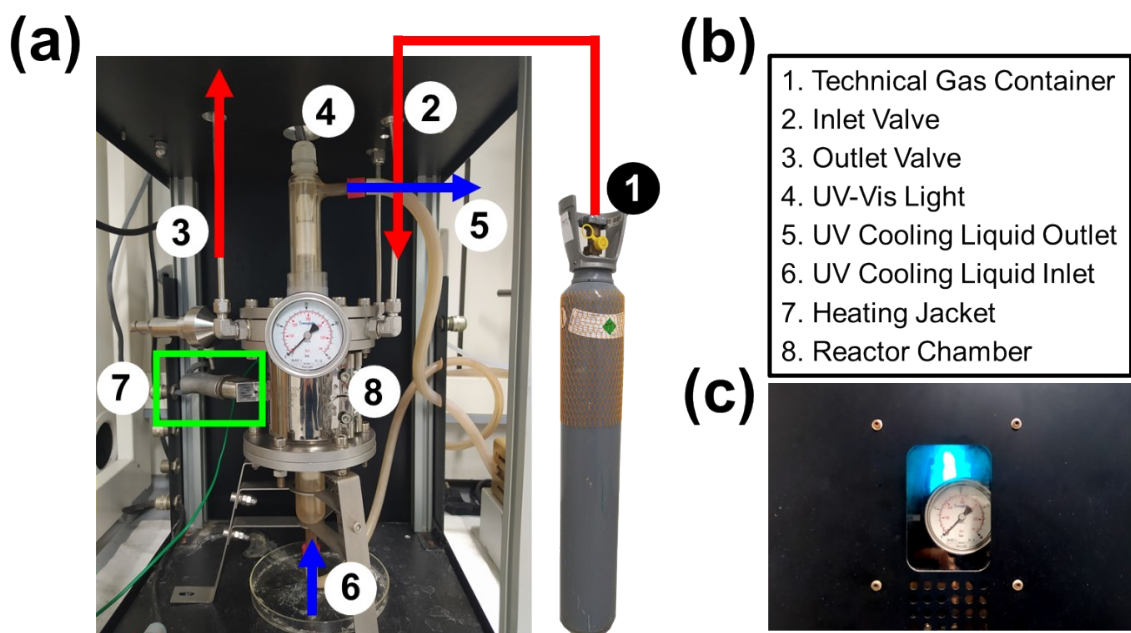 (a)
4
2
1
3
5
7
8
6
(b)
1. Technical Gas Container
2. Inlet Valve
3. Outlet Valve
4. UV-Vis Light
5. UV Cooling Liquid Outlet
6. UV Cooling Liquid Inlet
7. Heating Jacket
8. Reactor Chamber
(c)